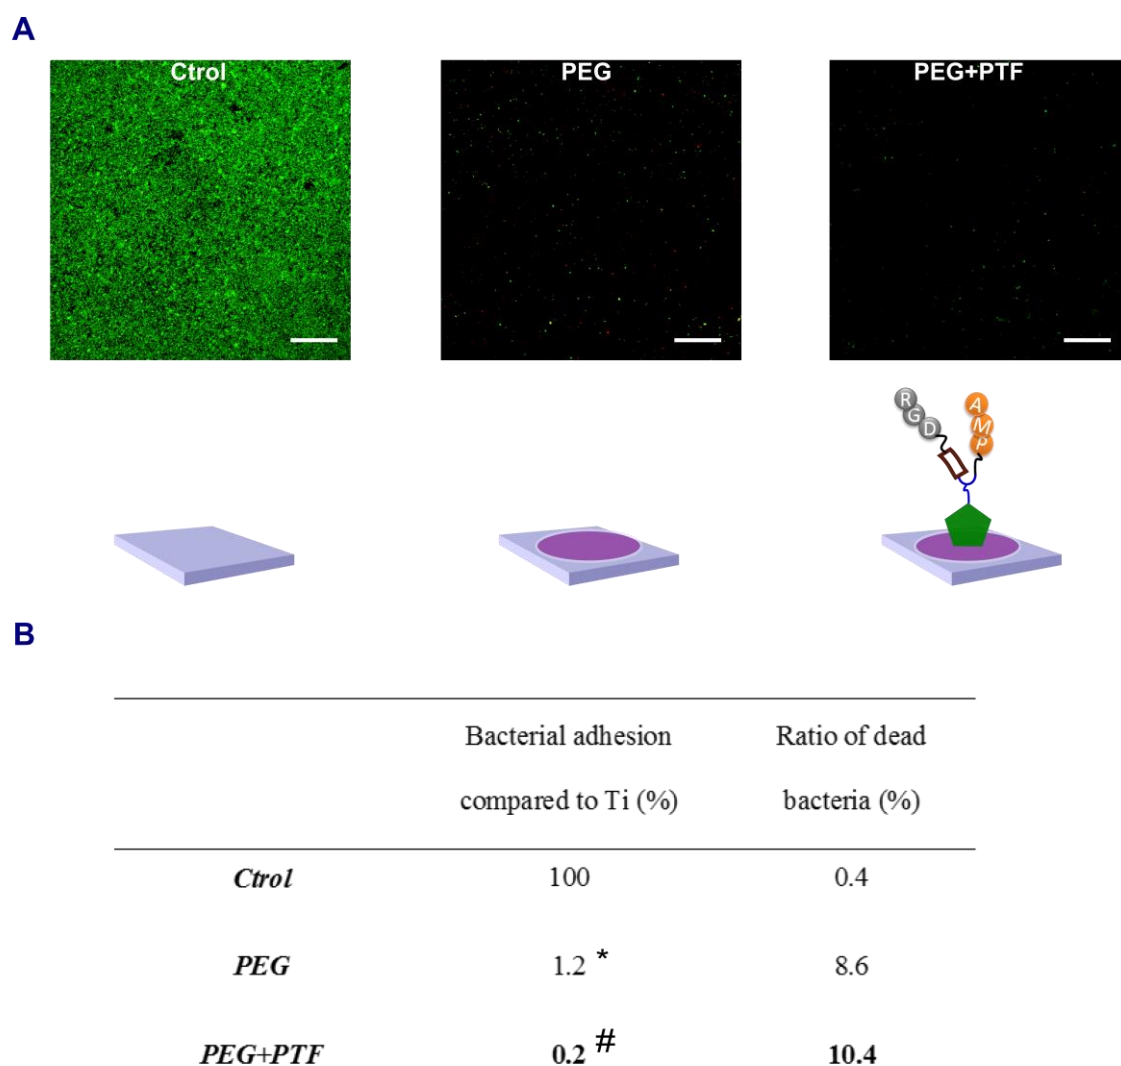 A
Ctrol
PEG
PEG+PTF
R
G
D
A
M
P
B
Bacterial adhesion
compared to Ti (%)
Ratio of dead
bacteria (%)
Ctrol 100 0.4
PEG 1.2 * 8.6
PEG+PTF 0.2 # 10.4